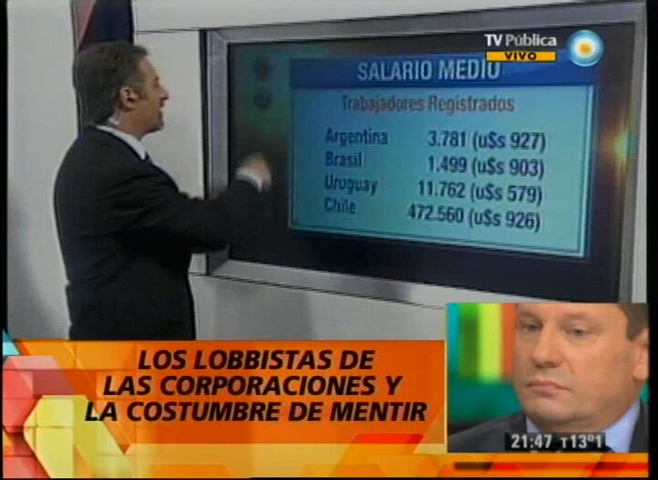 TV Pública
VIVO
SALARIO MEDIO
Trabajadores Registrados
Argentina 3.781 (u$s 927)
Brasil 1.499 (u$s 903)
Uruguay 11.762 (u$s 579)
Chile 472.560 (u$s 926)
LOS LOBBISTAS DE
LAS CORPORACIONES Y
LA COSTUMBRE DE MENTIR
21:47 T13°1